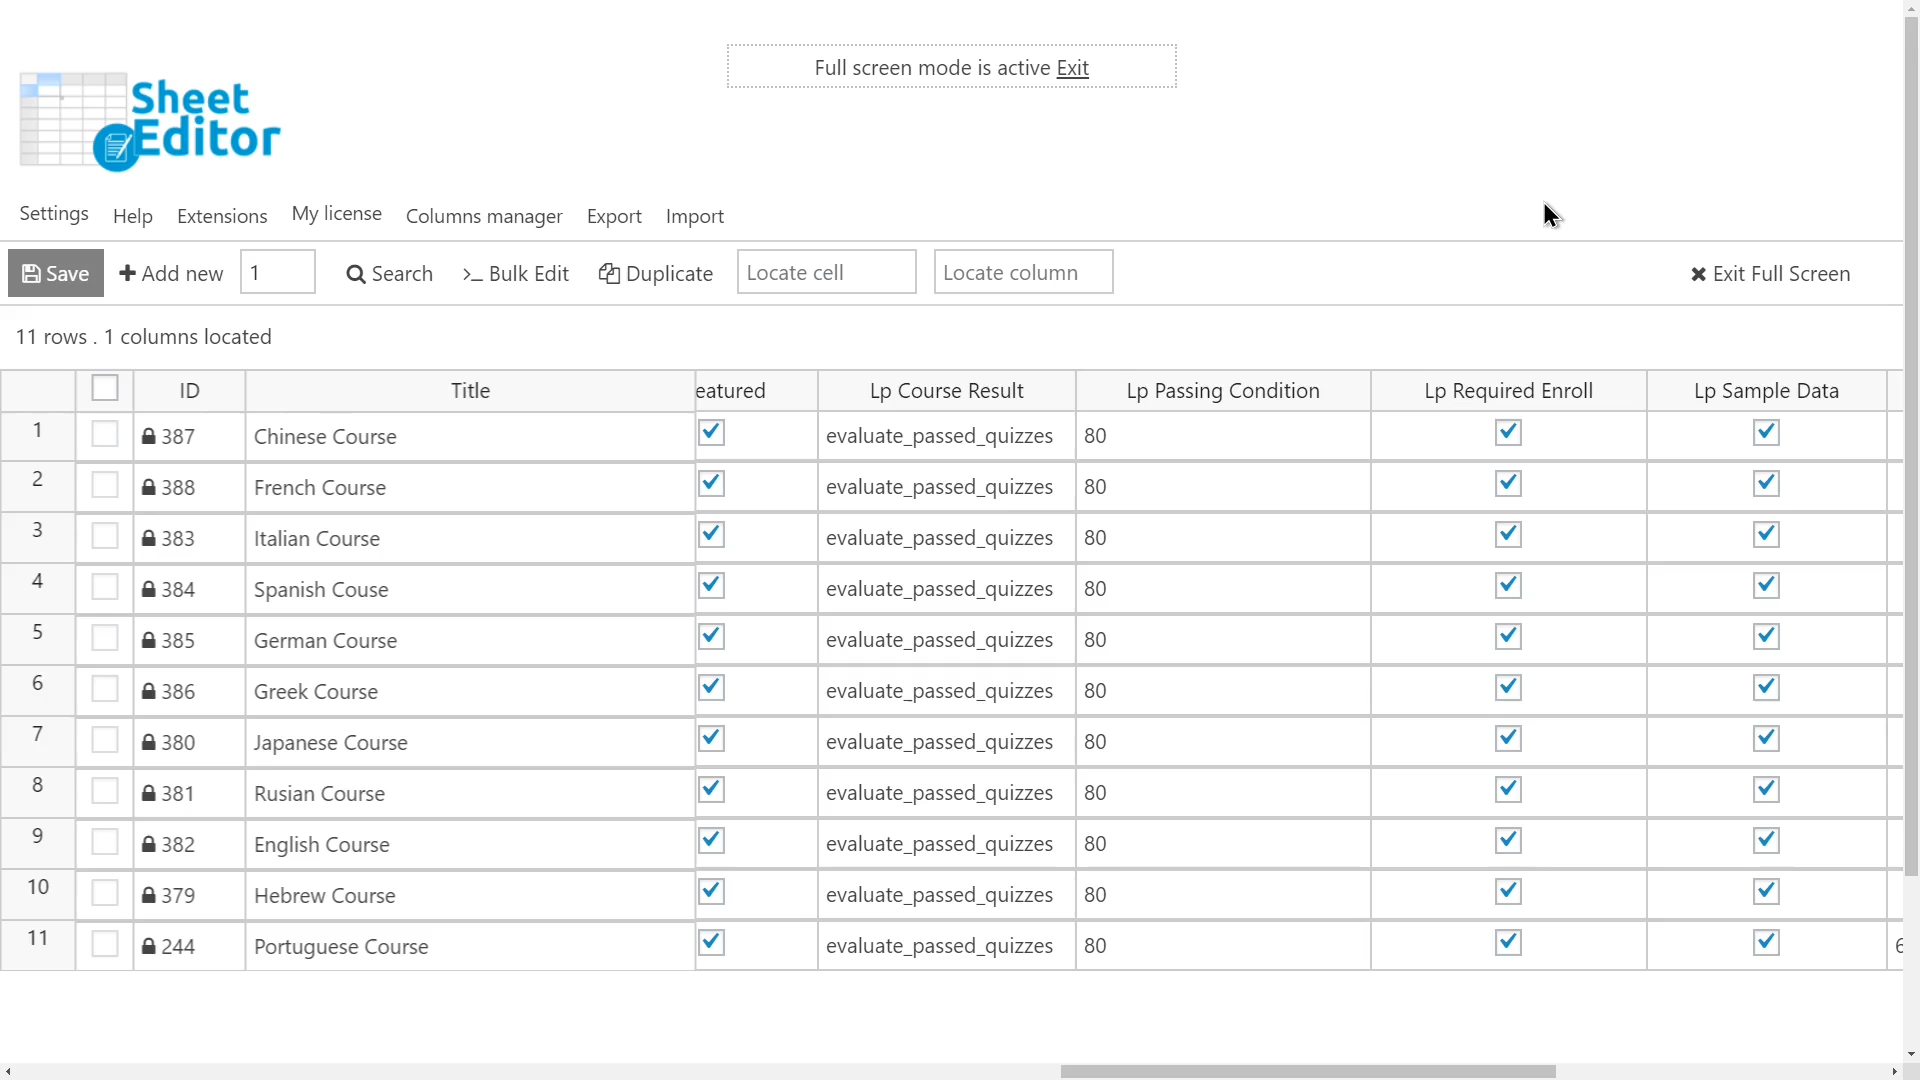 Full screen mode is active Exit
Sheet
Editor
Settings Help Extensions My license Columns manager Export Import
Save Add new 1 Search Bulk Edit Duplicate Locate cell Locate column Exit Full Screen
11 rows . 1 columns located
ID Title eatured Lp Course Result Lp Passing Condition Lp Required Enroll Lp Sample Data
1 387 Chinese Course evaluate_passed_quizzes 80
2 388 French Course evaluate_passed_quizzes 80
3 383 Italian Course evaluate_passed_quizzes 80
4 384 Spanish Couse evaluate_passed_quizzes 80
5 385 German Course evaluate_passed_quizzes 80
6 386 Greek Course evaluate_passed_quizzes 80
7 380 Japanese Course evaluate_passed_quizzes 80
8 381 Rusian Course evaluate_passed_quizzes 80
9 382 English Course evaluate_passed_quizzes 80
10 379 Hebrew Course evaluate_passed_quizzes 80
11 244 Portuguese Course evaluate_passed_quizzes 80